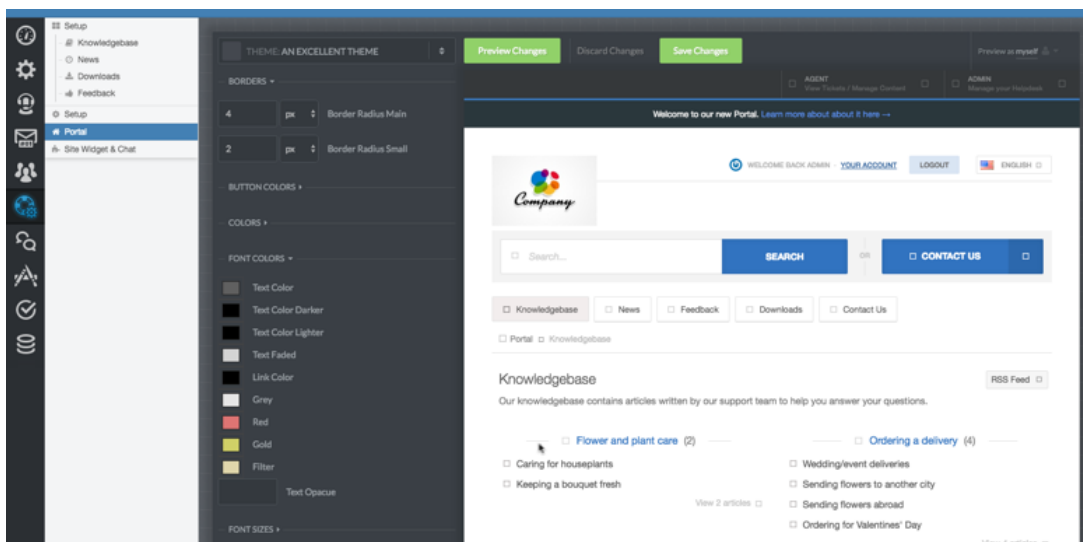 Setup
Knowledgebase
News
Downloads
Feedback
Setup
Portal
Site Widget & Chat
THEME: AN EXCELLENT THEME
BORDERS
4 px Border Radius Main
2 px Border Radius Small
BUTTON COLORS
COLORS
FONT COLORS
Text Color
Text Color Darker
Text Color Lighter
Text Faded
Link Color
Grey
Red
Gold
Filter
Text Opacue
FONT SIZES
Preview Changes Discard Changes Save Changes Preview as myself
AGENT
View Tickets / Manage Content
ADMIN
Manage your Helpdesk
Welcome to our new Portal. Learn more about about it here →
Company
WELCOME BACK ADMIN - YOUR ACCOUNT LOGOUT ENGLISH
Search... SEARCH OR CONTACT US
Knowledgebase News Feedback Downloads Contact Us
Portal Knowledgebase
Knowledgebase RSS Feed
Our knowledgebase contains articles written by our support team to help you answer your questions.
Flower and plant care (2)
Caring for houseplants
Keeping a bouquet fresh
View 2 articles
Ordering a delivery (4)
Wedding/event deliveries
Sending flowers to another city
Sending flowers abroad
Ordering for Valentines' Day